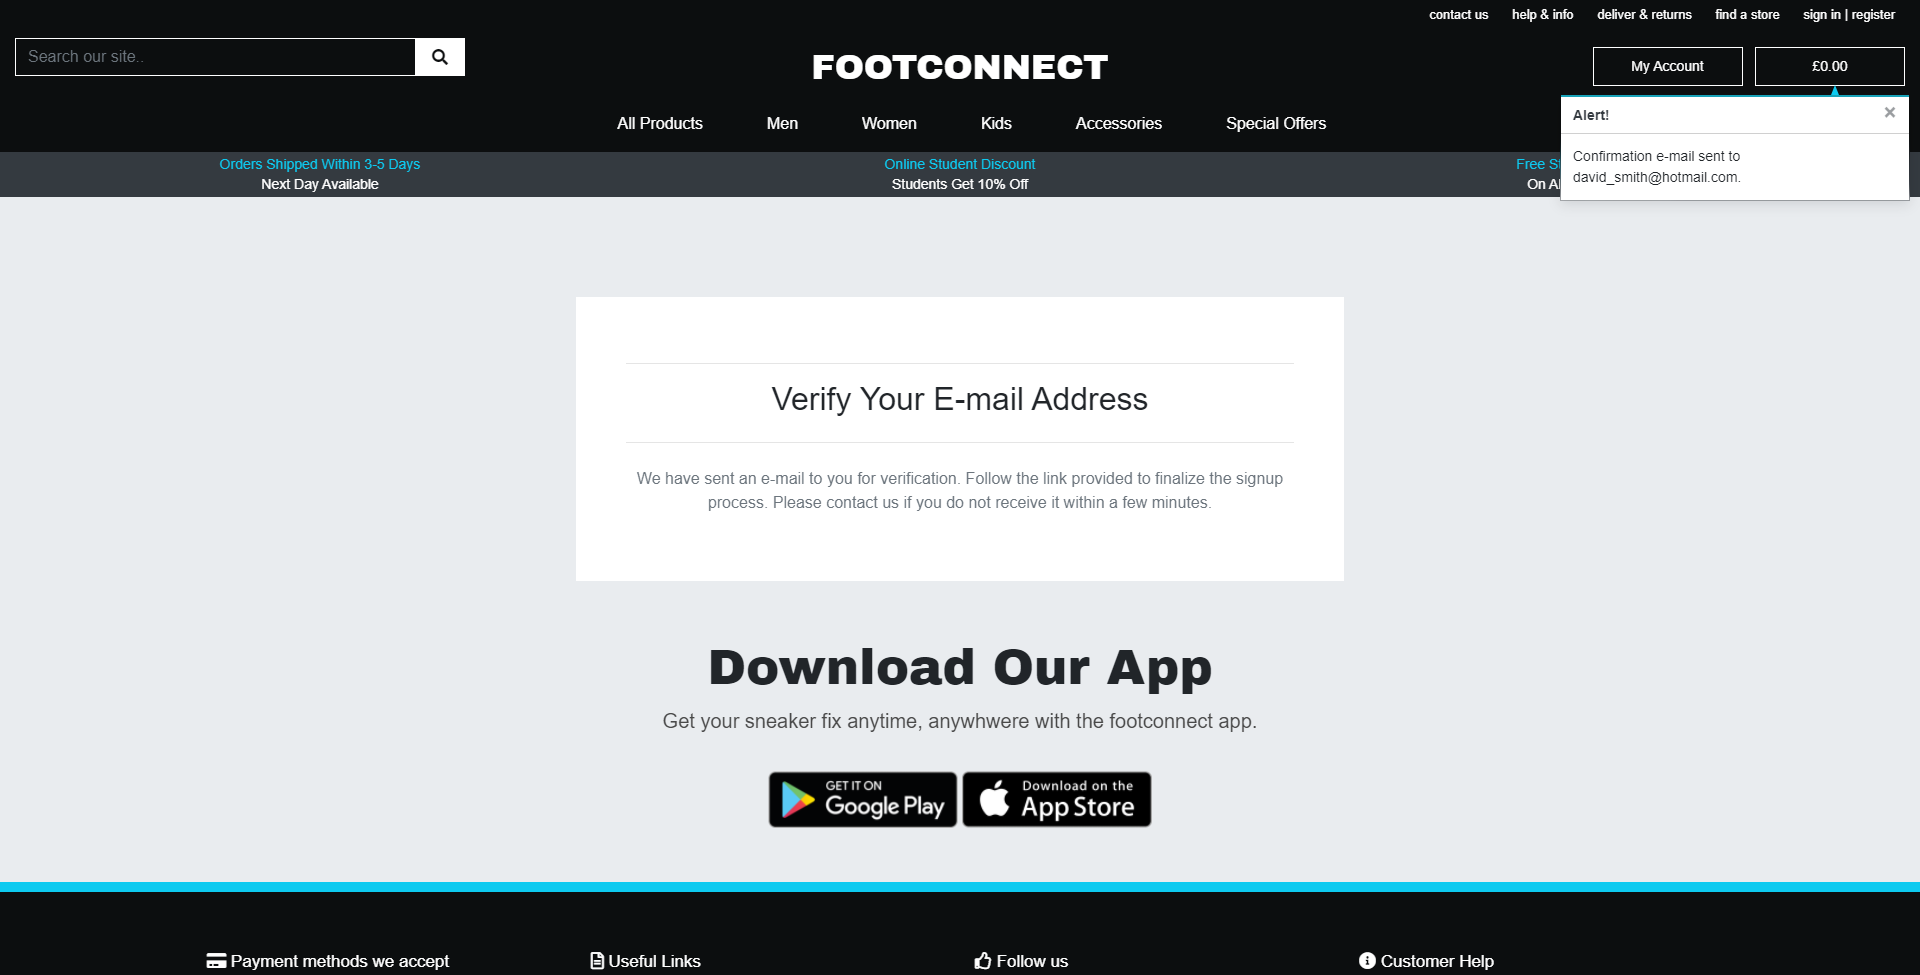 contact us
help & info
deliver & returns
find a store
sign in | register
Search our site..
FOOTCONNECT
My Account
£0.00
All Products
Men
Women
Kids
Accessories
Special Offers
Alert!
×
Confirmation e-mail sent to
david_smith@hotmail.com.
Orders Shipped Within 3-5 Days
Next Day Available
Online Student Discount
Students Get 10% Off
Free
On
Verify Your E-mail Address
We have sent an e-mail to you for verification. Follow the link provided to finalize the signup
process. Please contact us if you do not receive it within a few minutes.
Download Our App
Get your sneaker fix anytime, anywhwere with the footconnect app.
GET IT ON
Google Play
Download on the
App Store
Payment methods we accept
Useful Links
Follow us
Customer Help